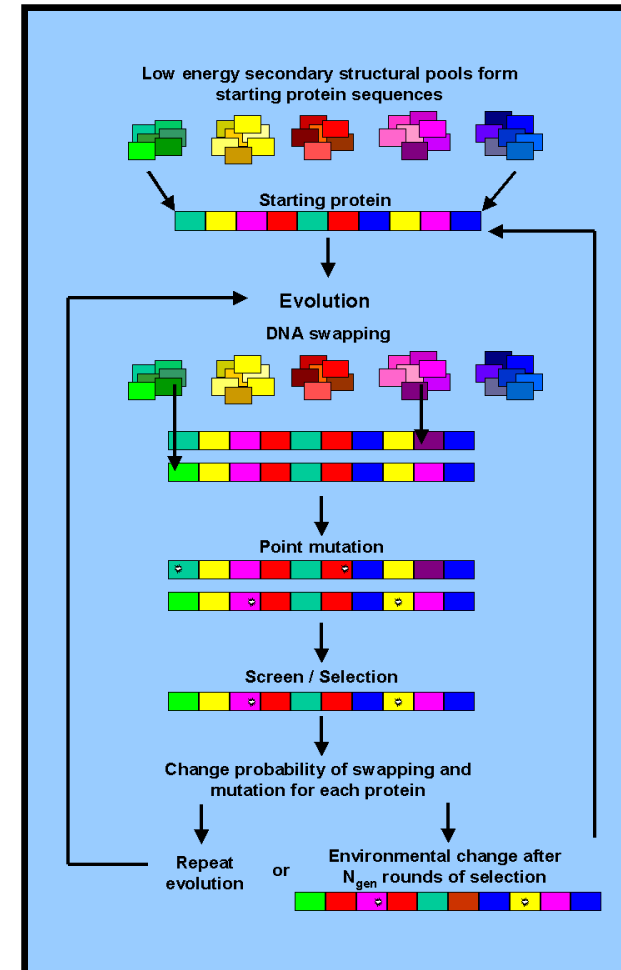 Low energy secondary structural pools form
starting protein sequences
Starting protein
Evolution
DNA swapping
Point mutation
Screen / Selection
Change probability of swapping and
mutation for each protein
Repeat
evolution
or
Environmental change after
Ngen rounds of selection